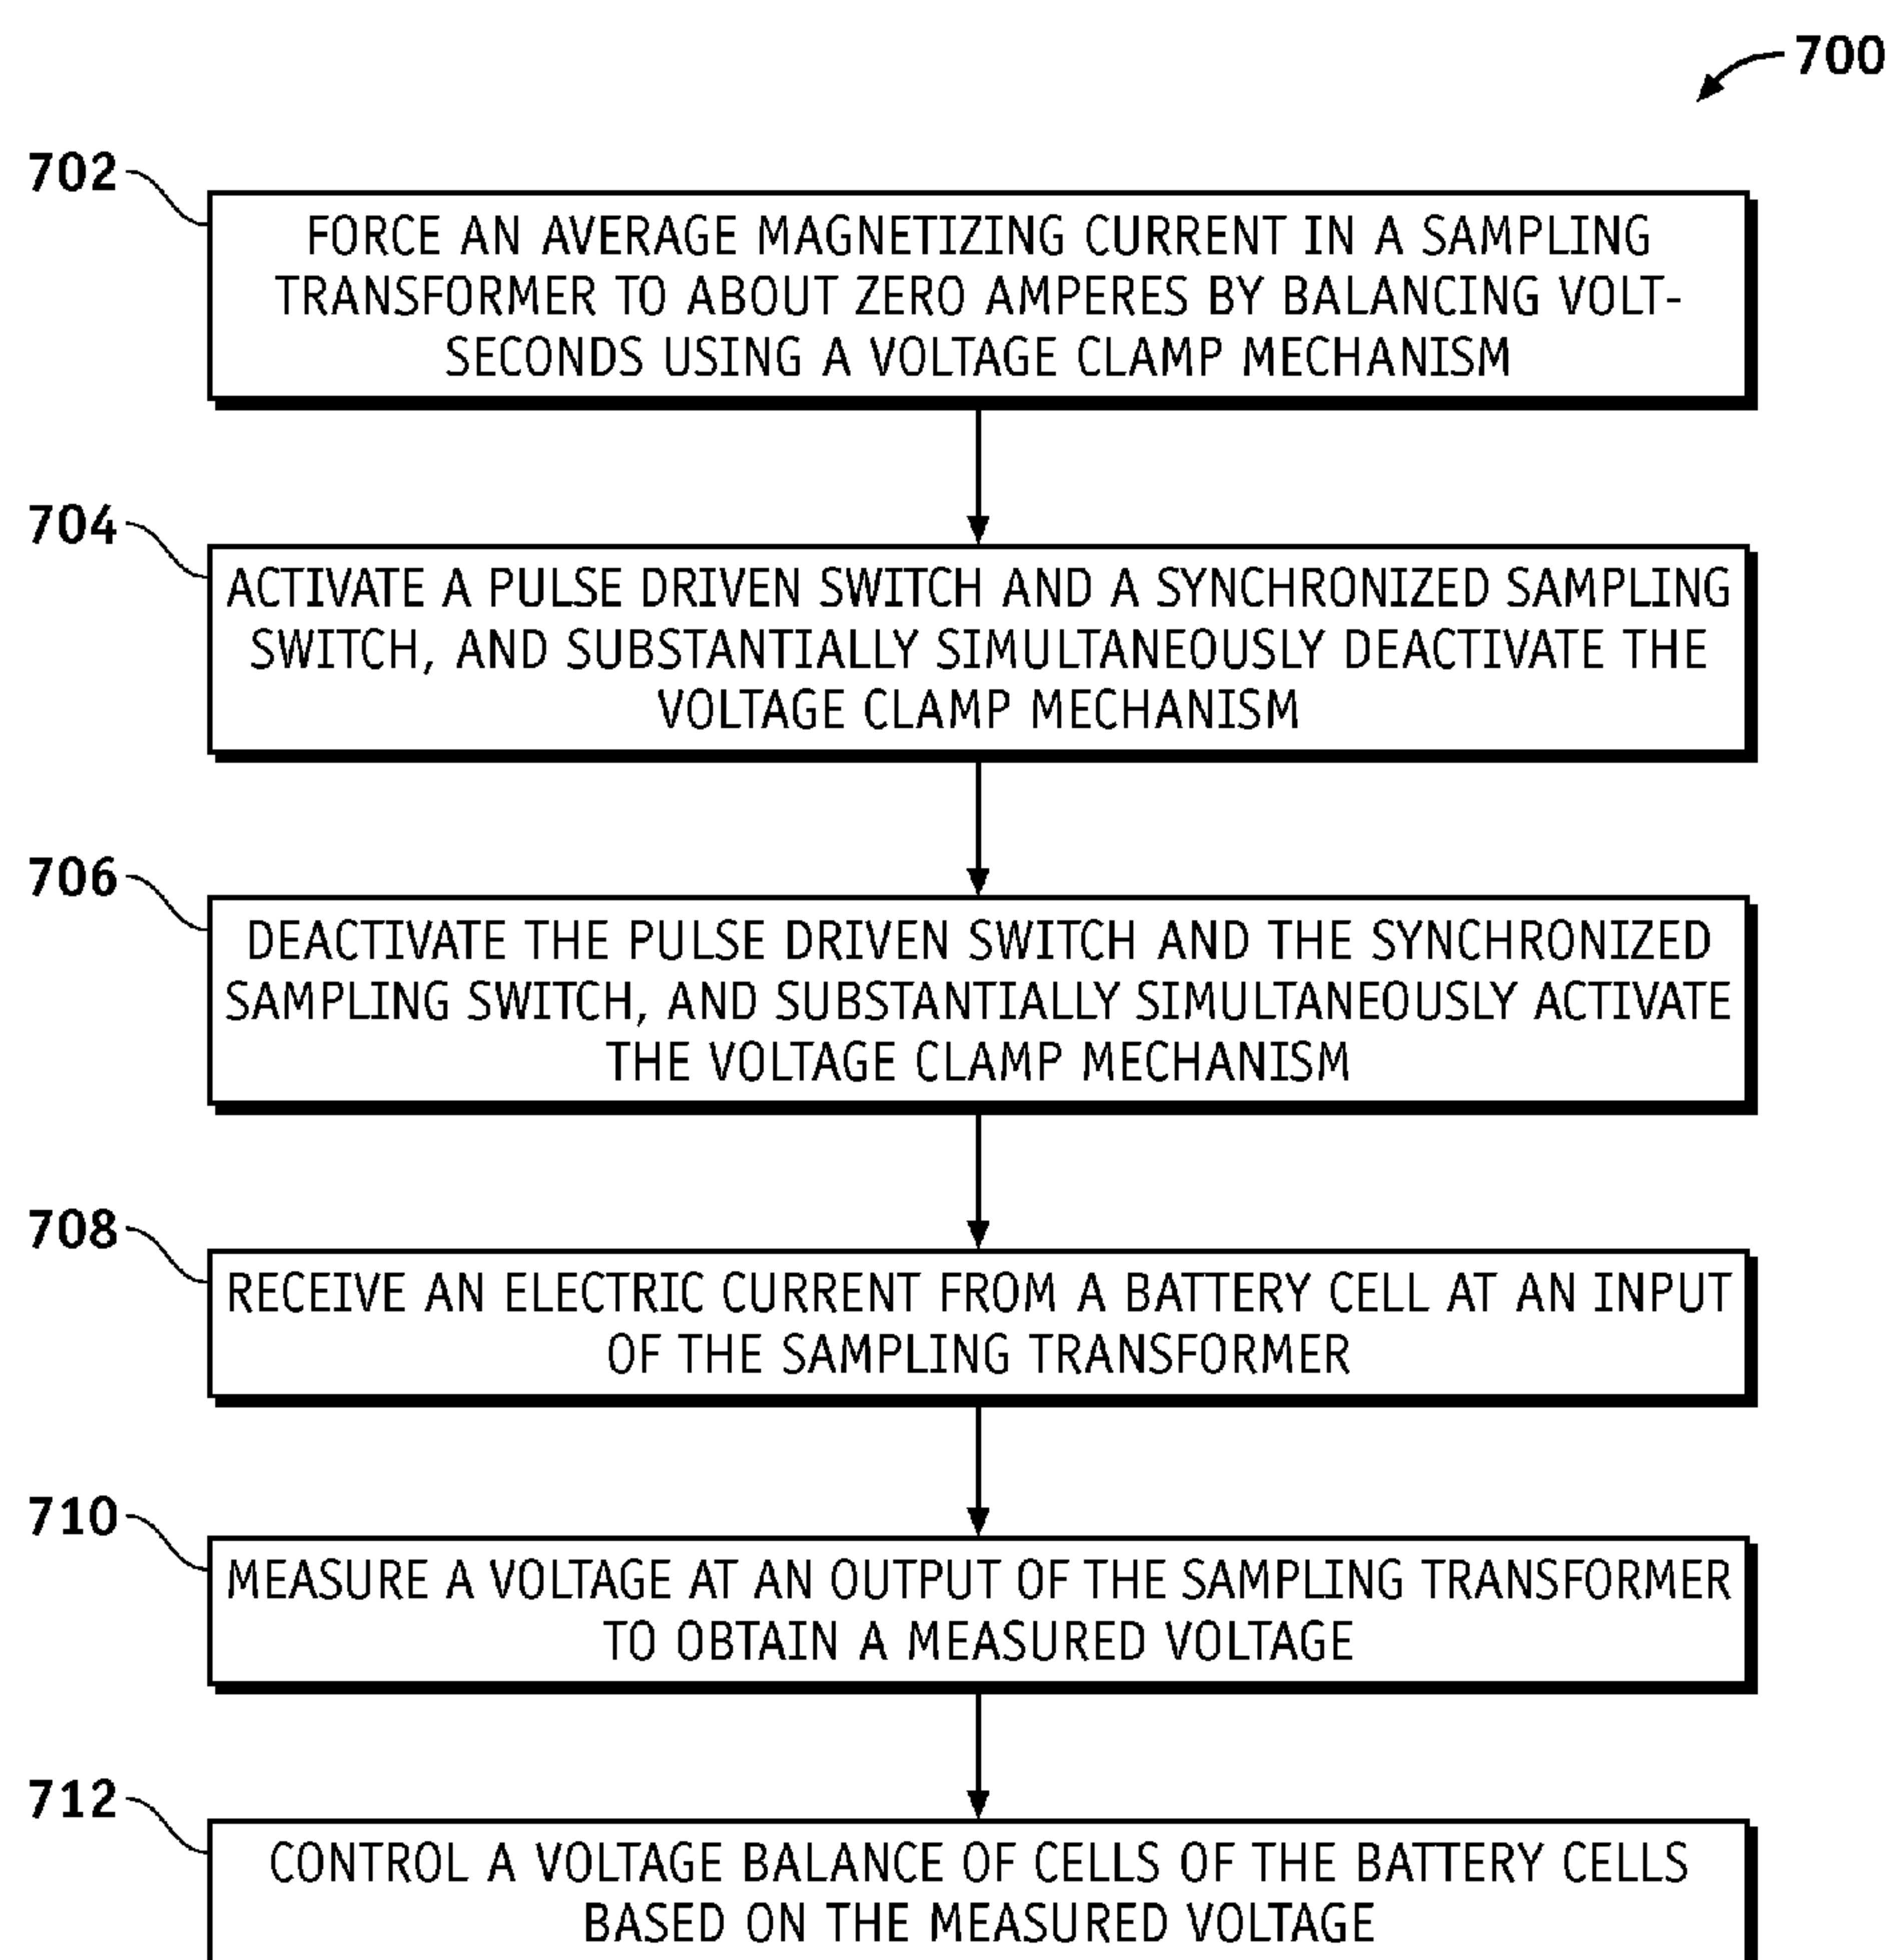 700
702
FORCE AN AVERAGE MAGNETIZING CURRENT IN A SAMPLING
TRANSFORMER TO ABOUT ZERO AMPERES BY BALANCING VOLT-
SECONDS USING A VOLTAGE CLAMP MECHANISM
704
ACTIVATE A PULSE DRIVEN SWITCH AND A SYNCHRONIZED SAMPLING
SWITCH, AND SUBSTANTIALLY SIMULTANEOUSLY DEACTIVATE THE
VOLTAGE CLAMP MECHANISM
706
DEACTIVATE THE PULSE DRIVEN SWITCH AND THE SYNCHRONIZED
SAMPLING SWITCH, AND SUBSTANTIALLY SIMULTANEOUSLY ACTIVATE
THE VOLTAGE CLAMP MECHANISM
708
RECEIVE AN ELECTRIC CURRENT FROM A BATTERY CELL AT AN INPUT
OF THE SAMPLING TRANSFORMER
710
MEASURE A VOLTAGE AT AN OUTPUT OF THE SAMPLING TRANSFORMER
TO OBTAIN A MEASURED VOLTAGE
712
CONTROL A VOLTAGE BALANCE OF CELLS OF THE BATTERY CELLS
BASED ON THE MEASURED VOLTAGE